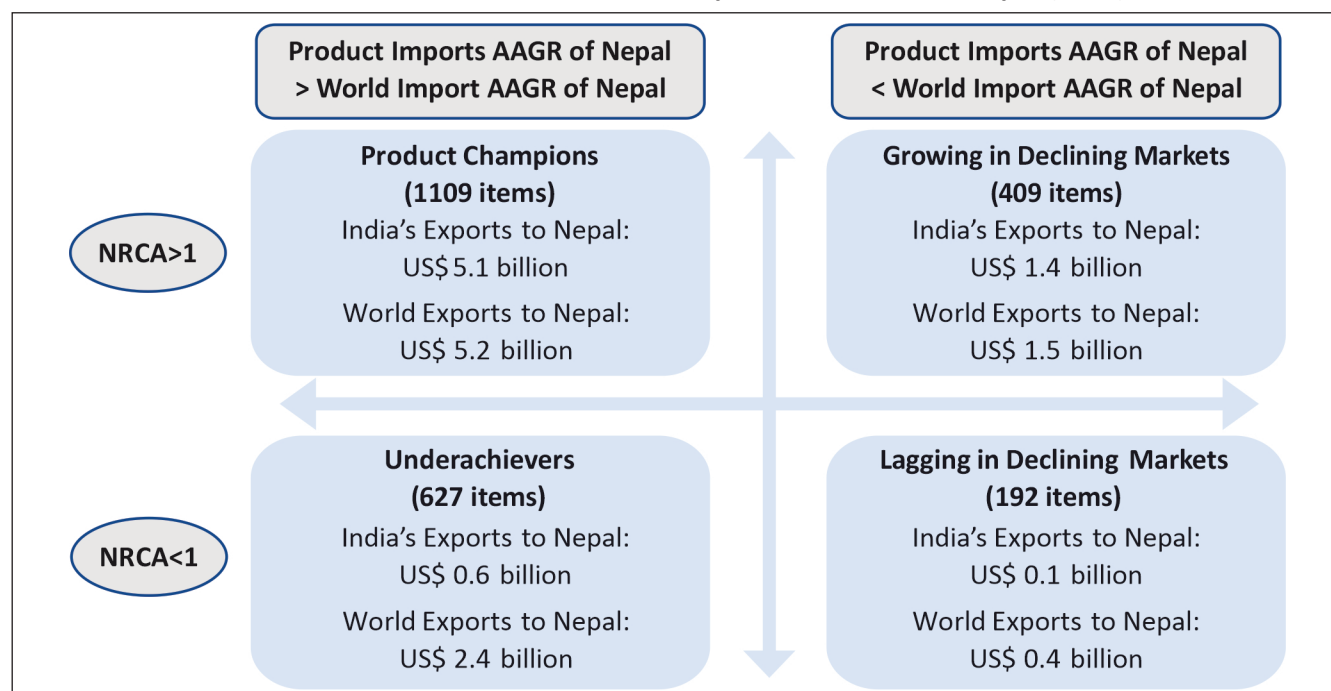 Product Imports AAGR of Nepal
> World Import AAGR of Nepal
Product Imports AAGR of Nepal
< World Import AAGR of Nepal
NRCA>1
Product Champions
(1109 items)
India’s Exports to Nepal:
US$ 5.1 billion
World Exports to Nepal:
US$ 5.2 billion
Growing in Declining Markets
(409 items)
India’s Exports to Nepal:
US$ 1.4 billion
World Exports to Nepal:
US$ 1.5 billion
NRCA<1
Underachievers
(627 items)
India’s Exports to Nepal:
US$ 0.6 billion
World Exports to Nepal:
US$ 2.4 billion
Lagging in Declining Markets
(192 items)
India’s Exports to Nepal:
US$ 0.1 billion
World Exports to Nepal:
US$ 0.4 billion